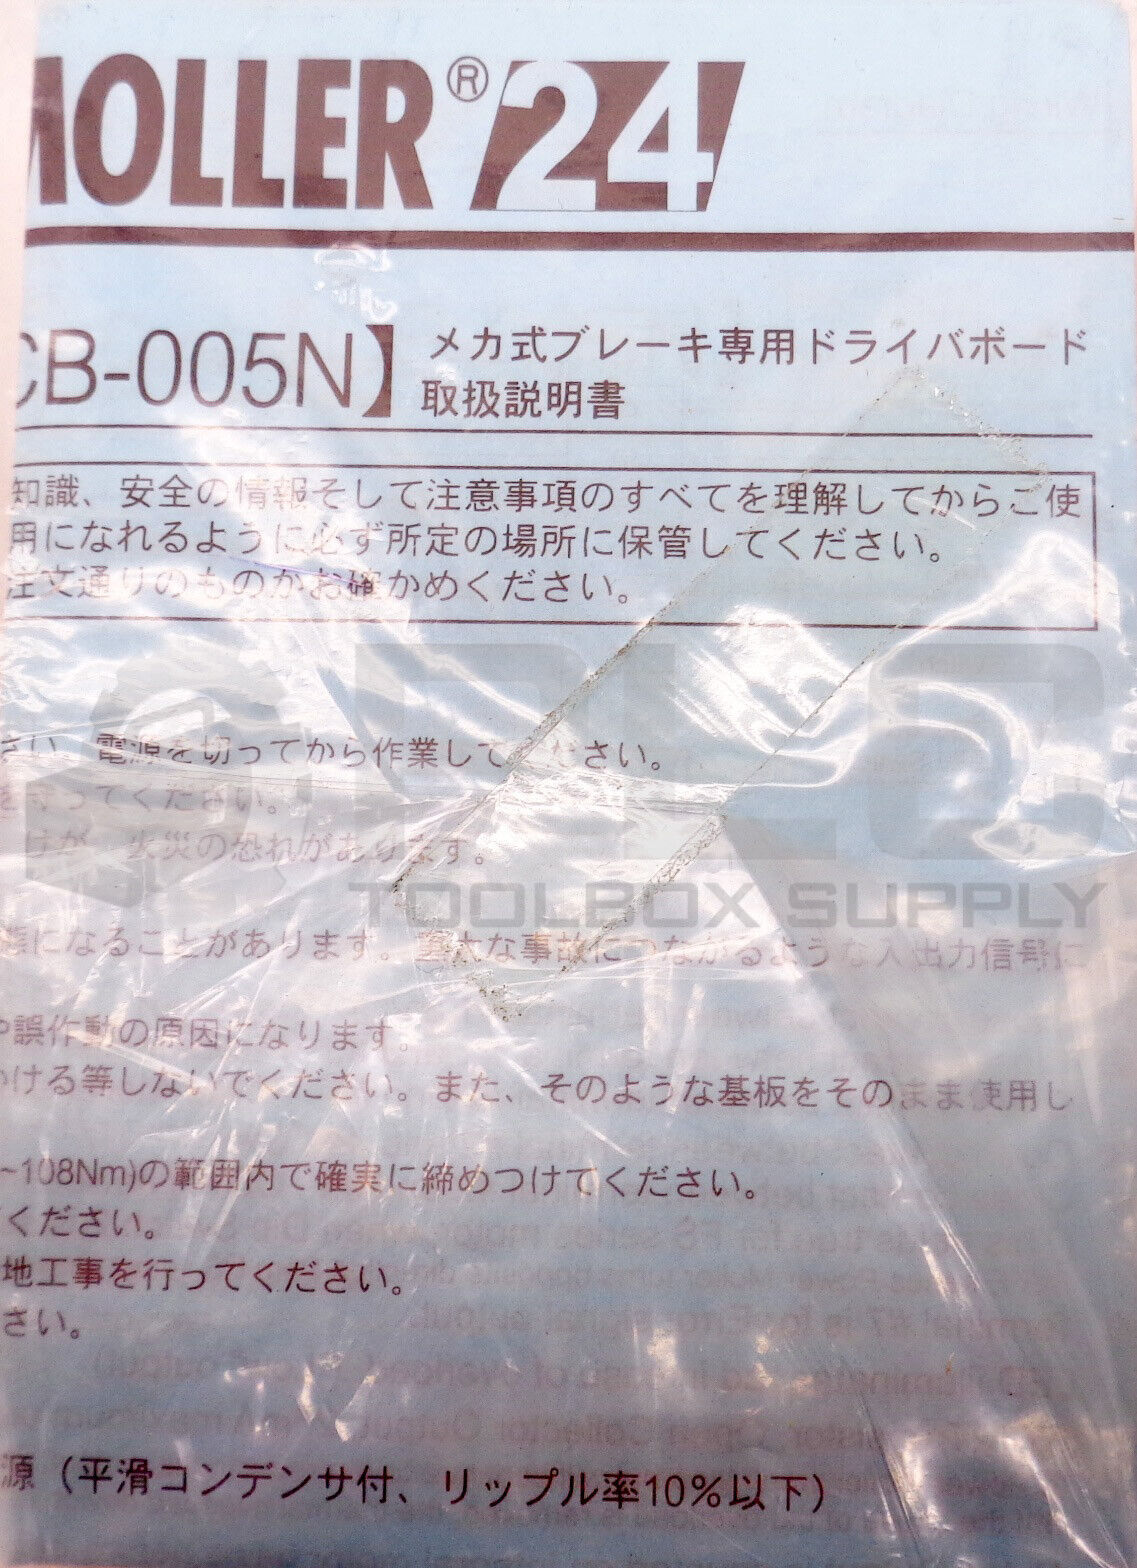 MOLLER® 24
CB-005N】 メカ式ブレーキ専用ドライバボード
取扱説明書
知識、安全の情報そして注意事項のすべてを理解してからご使
用になれるように必ず所定の場所に保管してください。
注文通りのものかお確かめください。
さい、電源を切ってから作業してください。
を守ってください。
けが、火災の恐れがあります。
TOOLBOX SUPPLY
態になることがあります。重大な事故につながるような入出力信号に
や誤作動の原因になります。
かける等しないでください。また、そのような基板をそのまま使用し
~108Nm)の範囲内で確実に締めつけてください。
ください。
地工事を行ってください。
さい。
源（平滑コンデンサ付、リップル率10%以下）